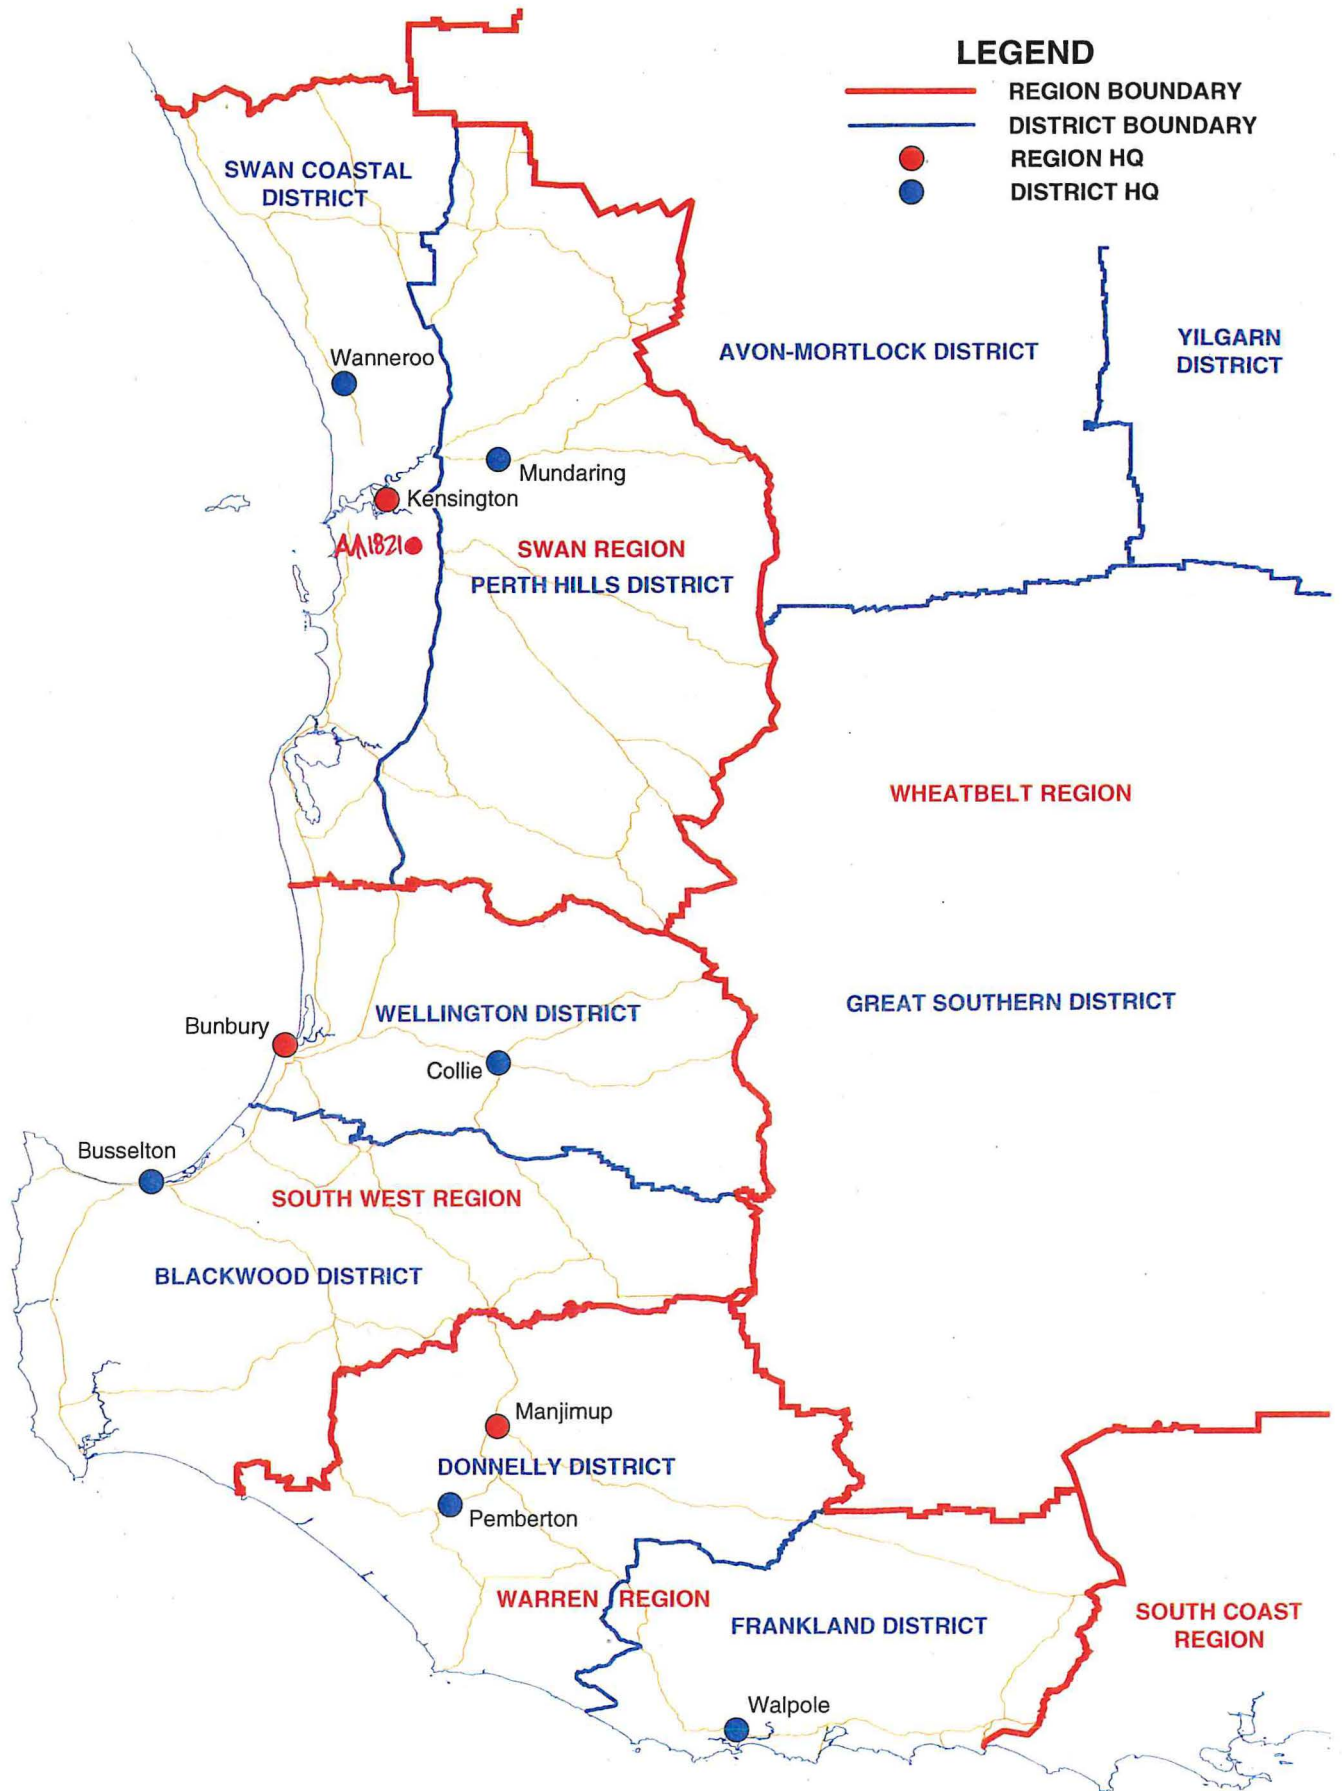 LEGEND
REGION BOUNDARY
DISTRICT BOUNDARY
REGION HQ
DISTRICT HQ
SWAN COASTAL
DISTRICT
AVON-MORTLOCK DISTRICT
YILGARN
DISTRICT
Wanneroo
Mundaring
Kensington
SWAN REGION
PERTH HILLS DISTRICT
WHEATBELT REGION
GREAT SOUTHERN DISTRICT
WELLINGTON DISTRICT
Bunbury
Collie
Busselton
SOUTH WEST REGION
BLACKWOOD DISTRICT
Manjimup
DONNELLY DISTRICT
Pemberton
WARREN REGION
FRANKLAND DISTRICT
SOUTH COAST
REGION
Walpole